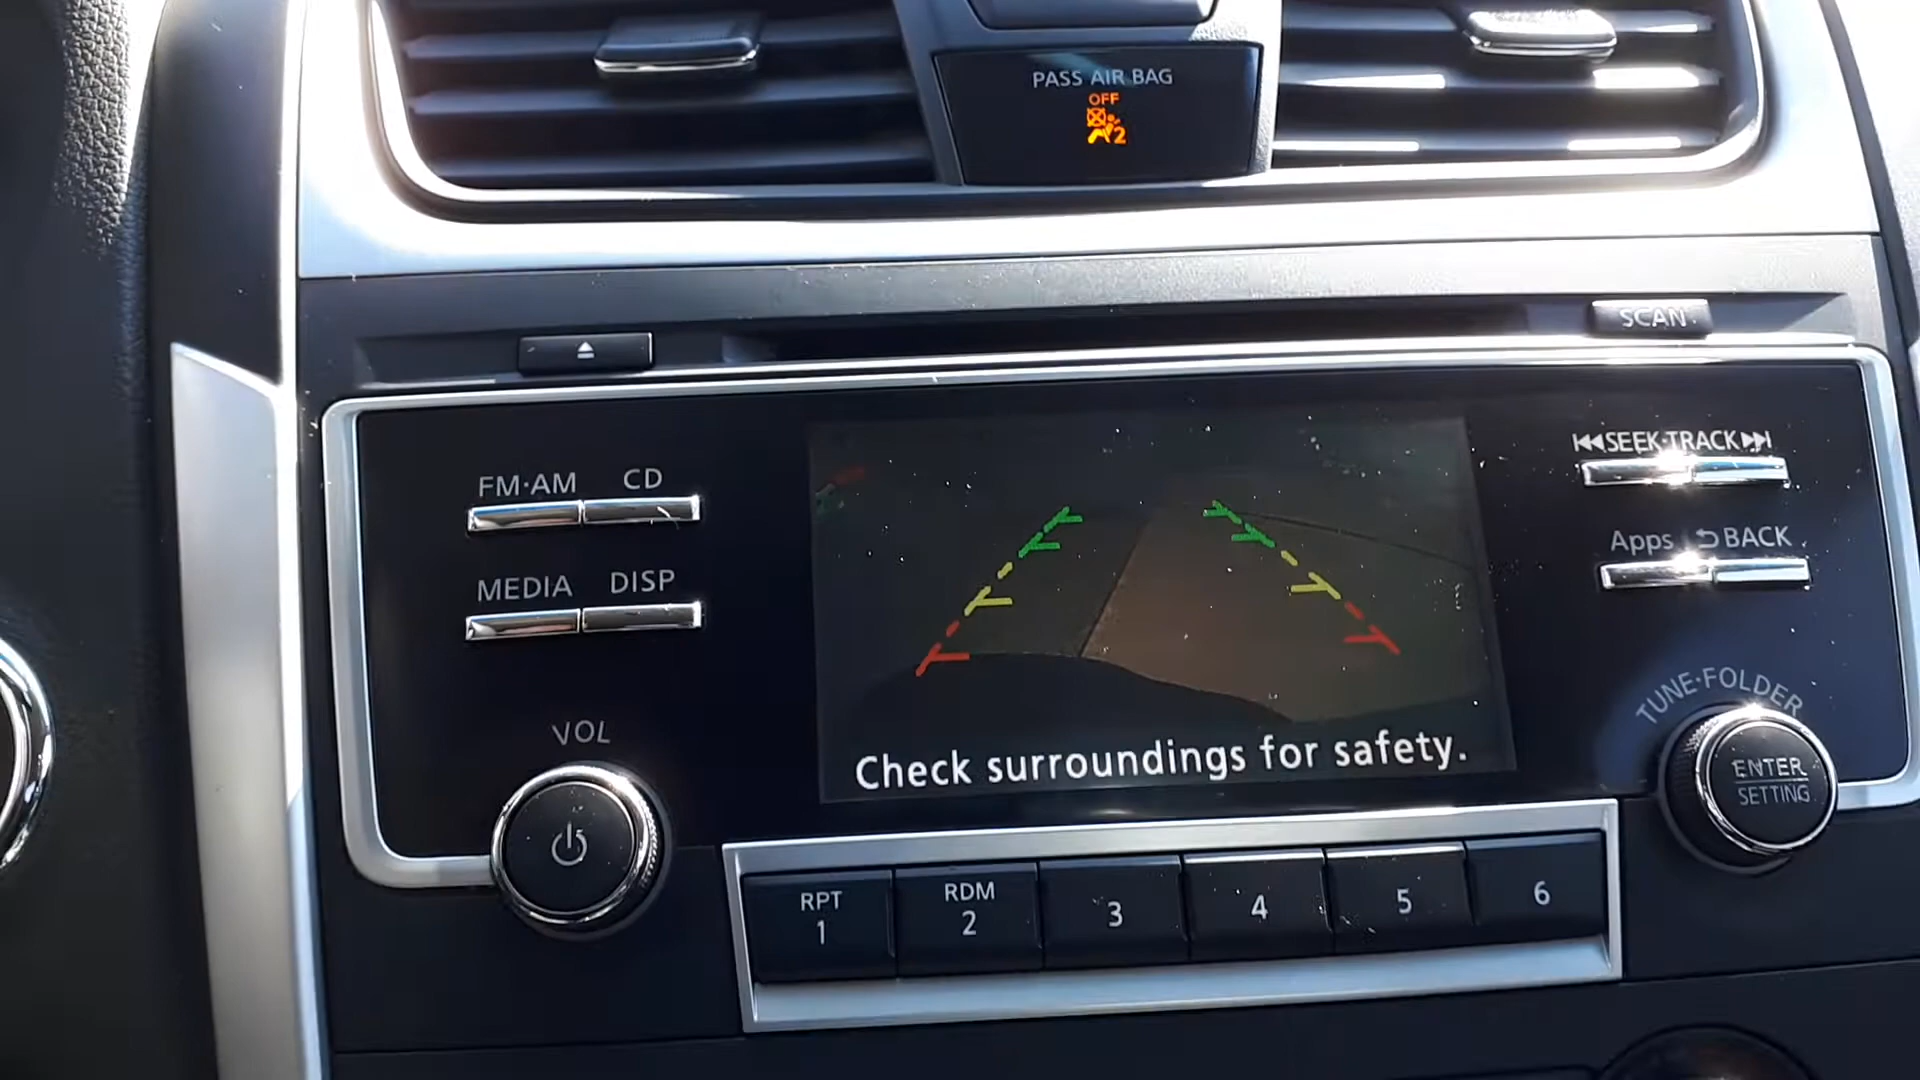 PASS AIR BAG
OFF
2
SCAN
FM·AM CD
SEEK·TRACK
MEDIA DISP
Apps BACK
VOL
TUNE·FOLDER
Check surroundings for safety.
ENTER
SETTING
RPT
1
RDM
2
3
4
5
6